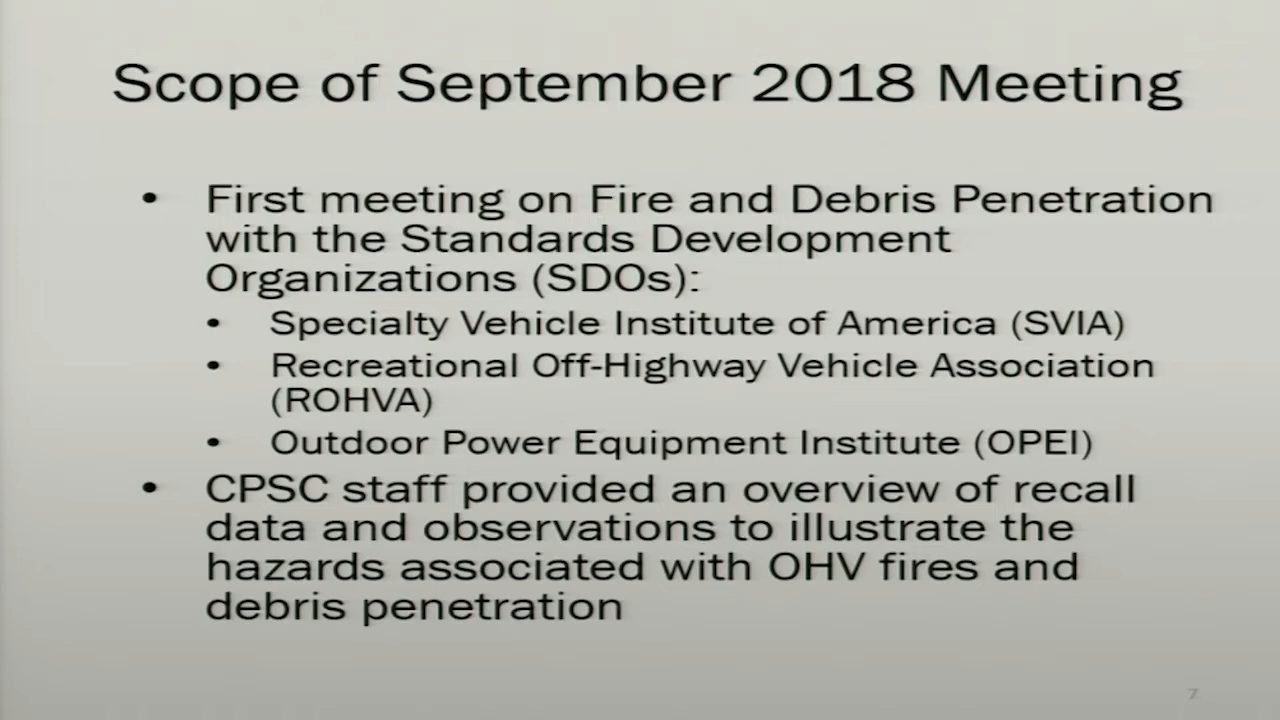 Scope of September 2018 Meeting
• First meeting on Fire and Debris Penetration
with the Standards Development
Organizations (SDOs):
• Specialty Vehicle Institute of America (SVIA)
• Recreational Off-Highway Vehicle Association
(ROHVA)
• Outdoor Power Equipment Institute (OPEI)
• CPSC staff provided an overview of recall
data and observations to illustrate the
hazards associated with OHV fires and
debris penetration
7